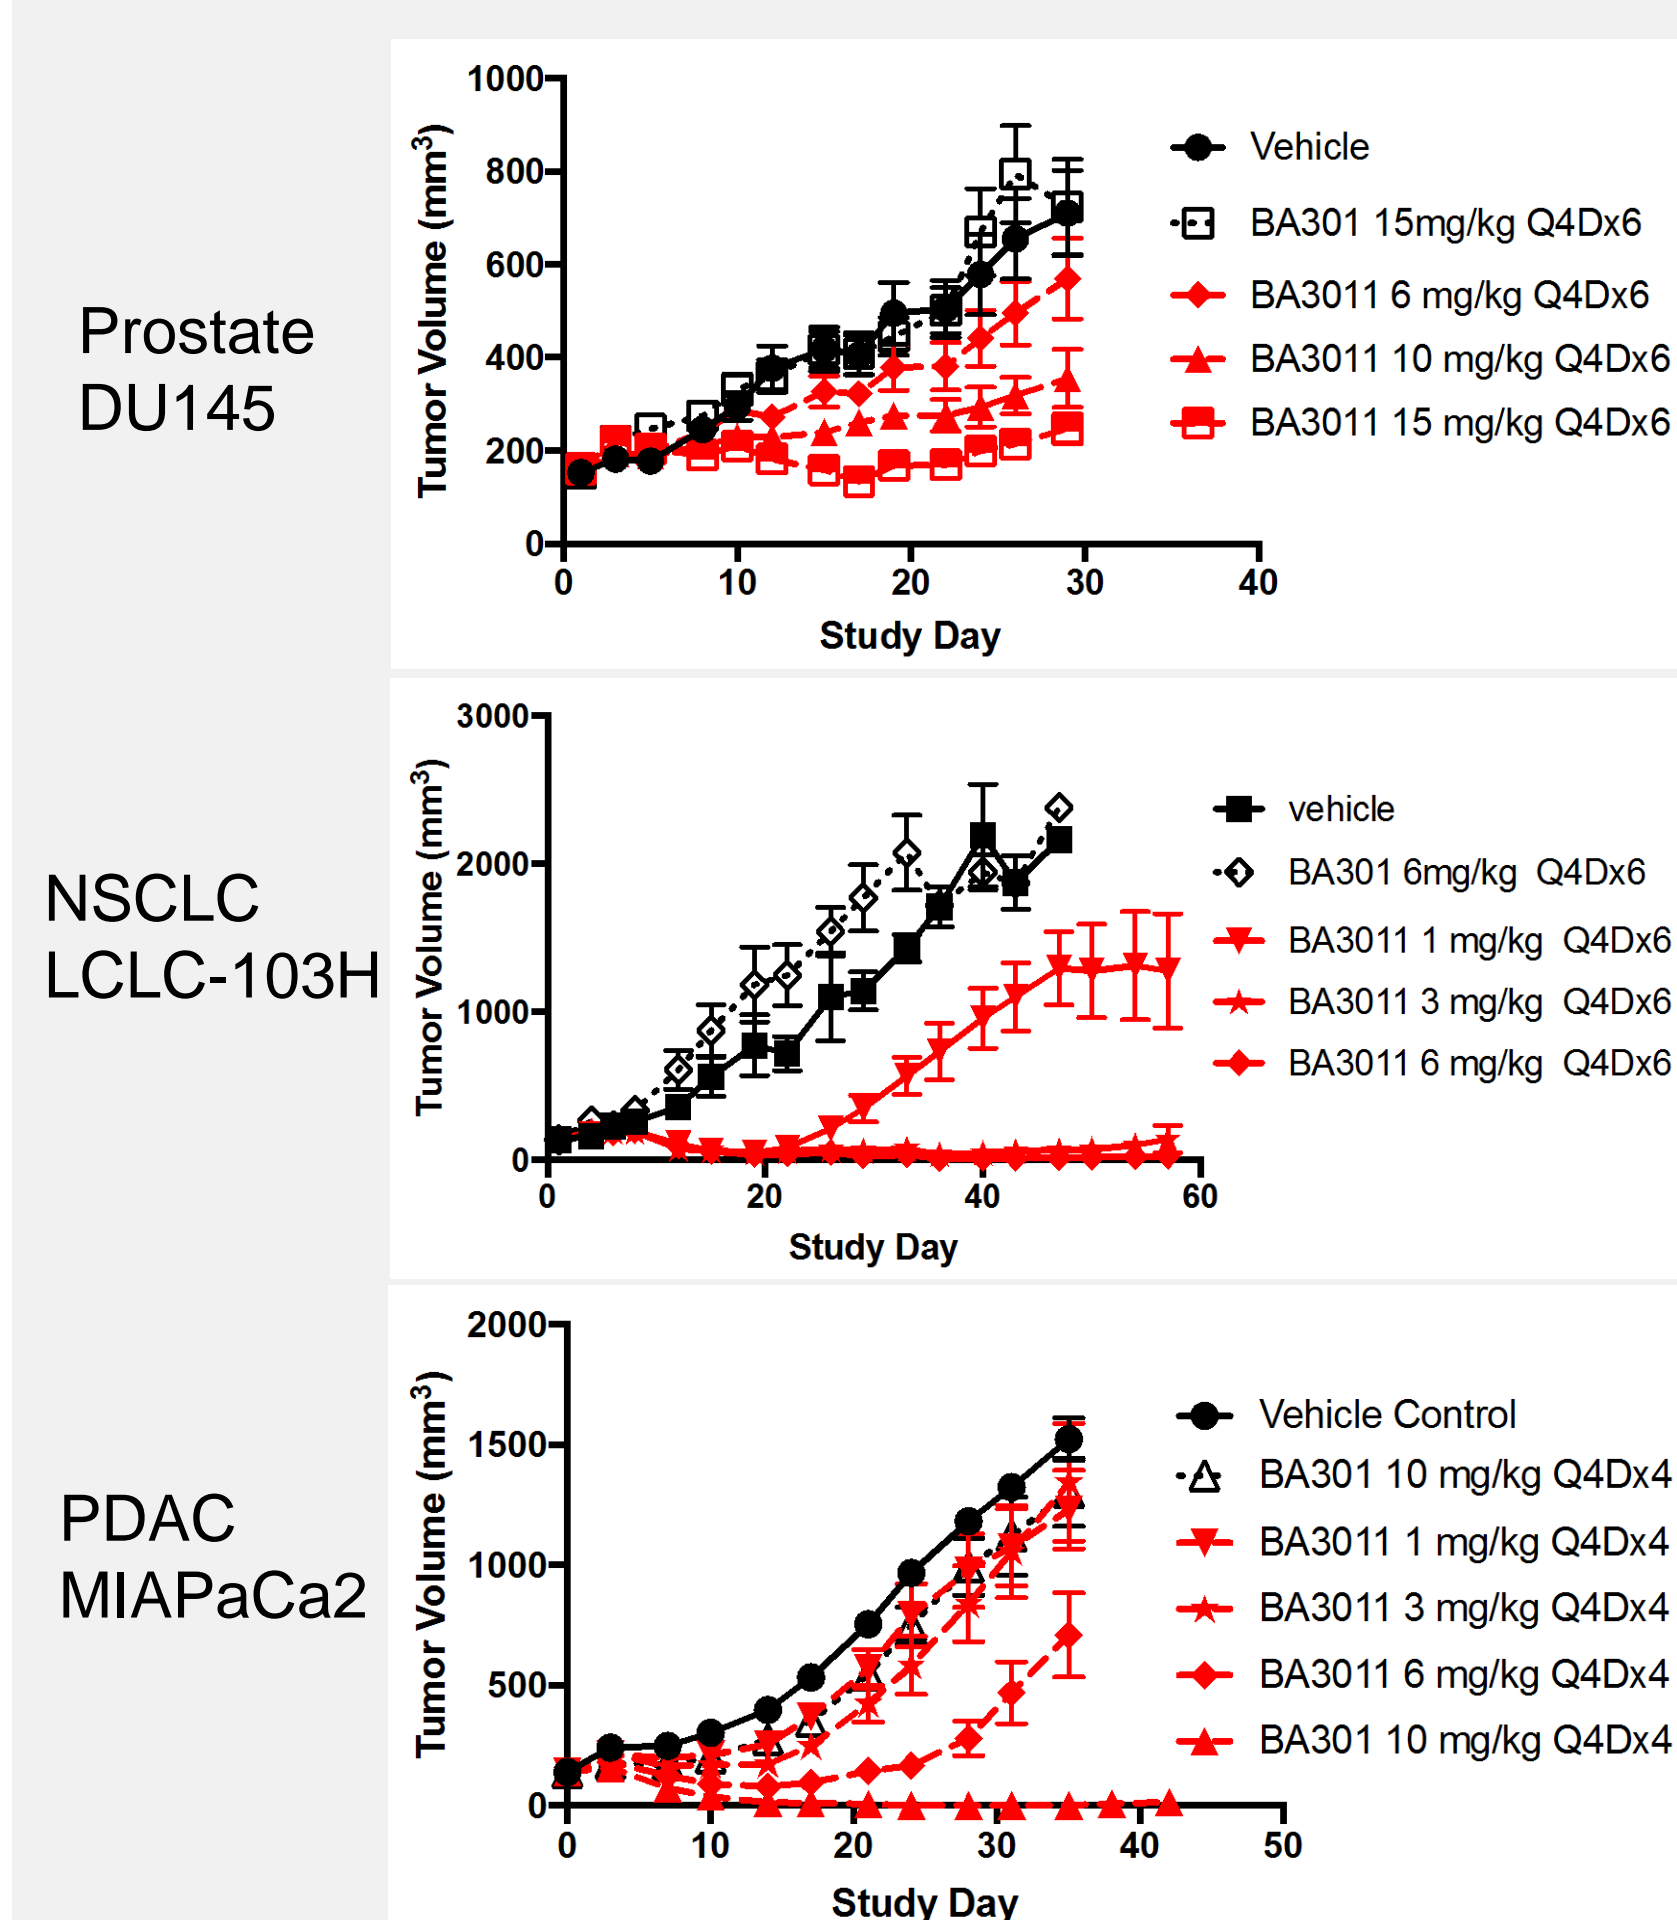 Prostate
DU145
Tumor Volume (mm³)
1000
800
600
400
200
0
0 10 20 30 40
Study Day
Vehicle
BA301 15mg/kg Q4Dx6
BA3011 6 mg/kg Q4Dx6
BA3011 10 mg/kg Q4Dx6
BA3011 15 mg/kg Q4Dx6
NSCLC
LCLC-103H
Tumor Volume (mm³)
3000
2000
1000
0
0 20 40 60
Study Day
vehicle
BA301 6mg/kg Q4Dx6
BA3011 1 mg/kg Q4Dx6
BA3011 3 mg/kg Q4Dx6
BA3011 6 mg/kg Q4Dx6
PDAC
MIAPaCa2
Tumor Volume (mm³)
2000
1500
1000
500
0
0 10 20 30 40 50
Study Day
Vehicle Control
BA301 10 mg/kg Q4Dx4
BA3011 1 mg/kg Q4Dx4
BA3011 3 mg/kg Q4Dx4
BA3011 6 mg/kg Q4Dx4
BA301 10 mg/kg Q4Dx4